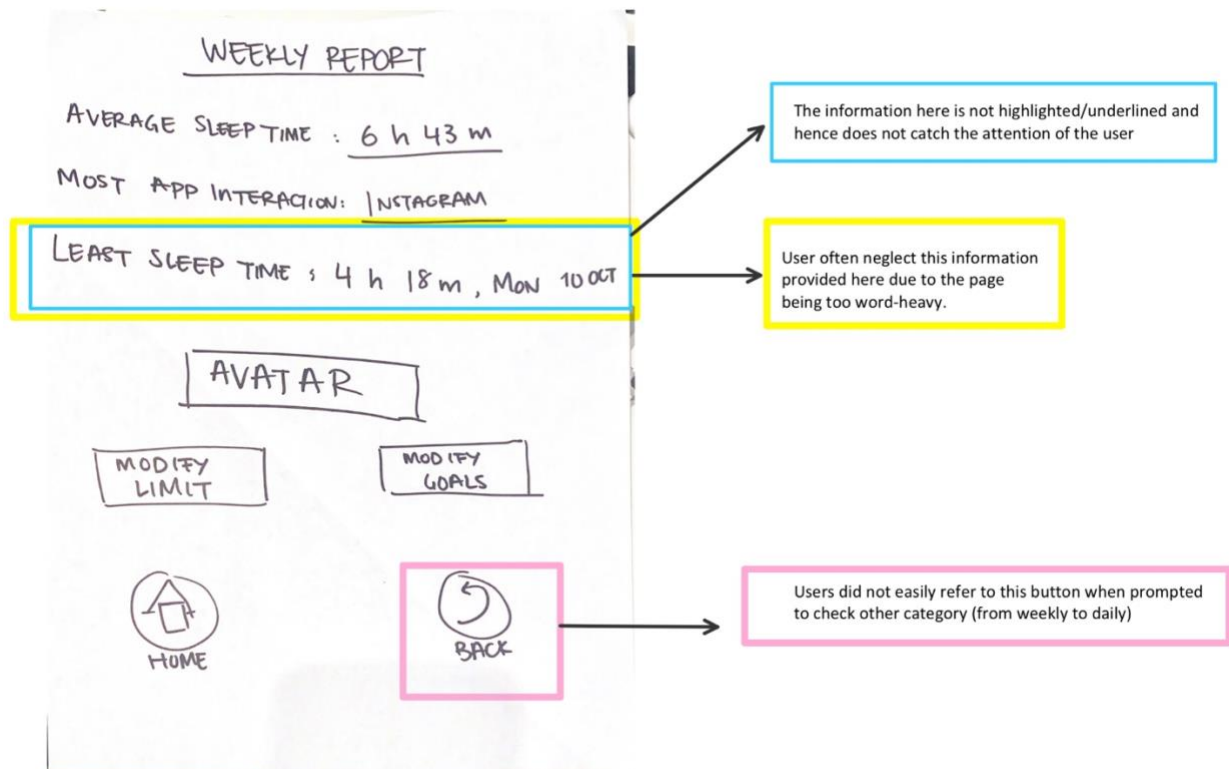 WEEKLY REPORT
AVERAGE SLEEP TIME : 6 h 43 m
MOST APP INTERACTION: INSTAGRAM
LEAST SLEEP TIME : 4 h 18 m, MON 10 OCT
AVATAR
MODIFY
LIMIT
MODIFY
GOALS
HOME
BACK
The information here is not highlighted/underlined and
hence does not catch the attention of the user
User often neglect this information
provided here due to the page
being too word-heavy.
Users did not easily refer to this button when prompted
to check other category (from weekly to daily)